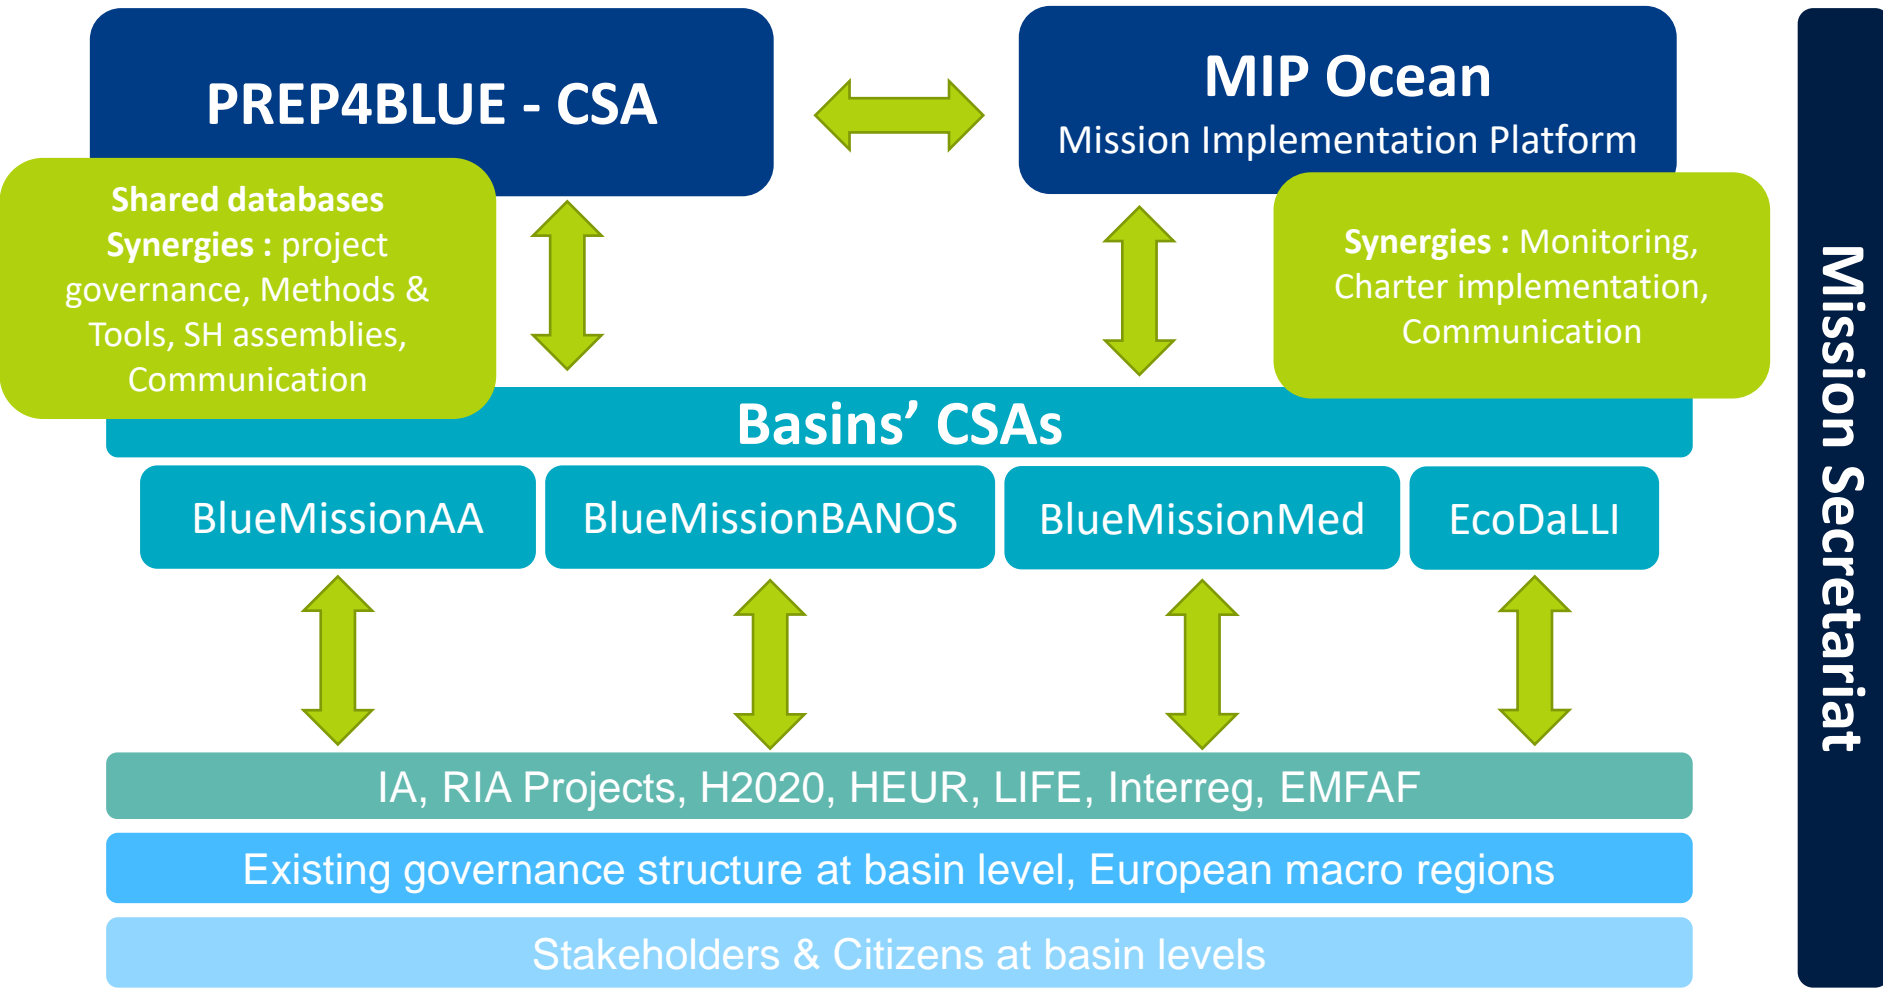 PREP4BLUE - CSA
MIP Ocean
Mission Implementation Platform
Shared databases
Synergies : project
governance, Methods &
Tools, SH assemblies,
Communication
Synergies : Monitoring,
Charter implementation,
Communication
Basins’ CSAs
BlueMissionAA
BlueMissionBANOS
BlueMissionMed
EcoDaLLI
IA, RIA Projects, H2020, HEUR, LIFE, Interreg, EMFAF
Existing governance structure at basin level, European macro regions
Stakeholders & Citizens at basin levels
Mission Secretariat